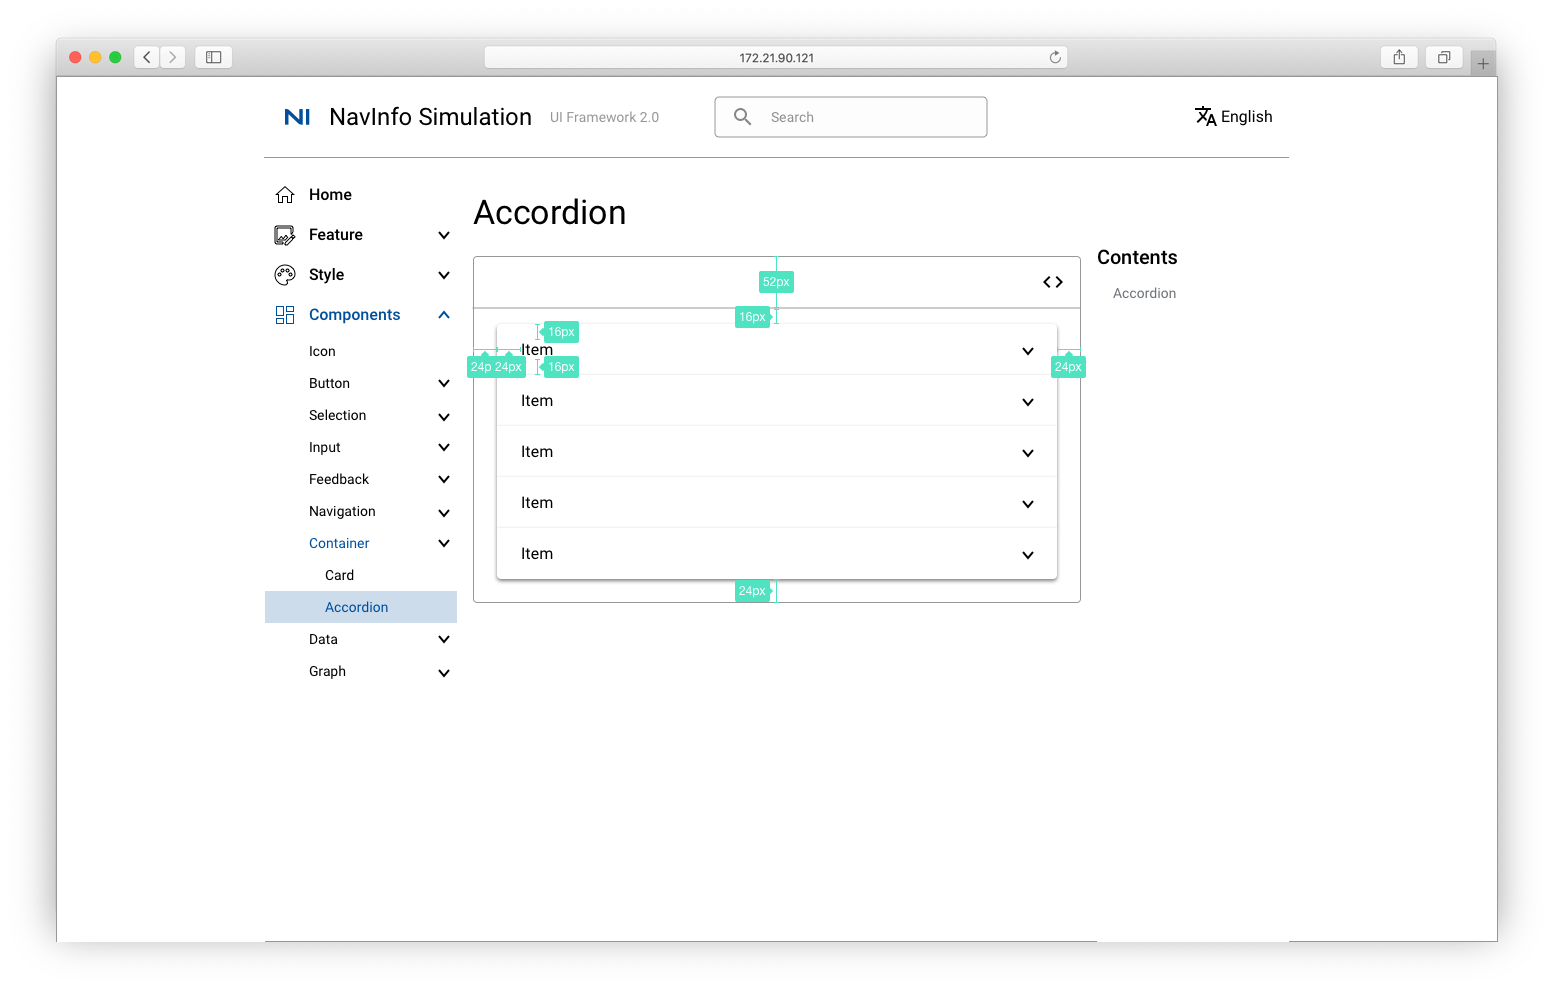 172.21.90.121
NI NavInfo Simulation UI Framework 2.0 Search English
Home
Feature
Style
Components
Icon
Button
Selection
Input
Feedback
Navigation
Container
Card
Accordion
Data
Graph
Accordion
52px
16px
16px
Item
24p 24px 16px 24px
Item
Item
Item
Item
24px
Contents
Accordion